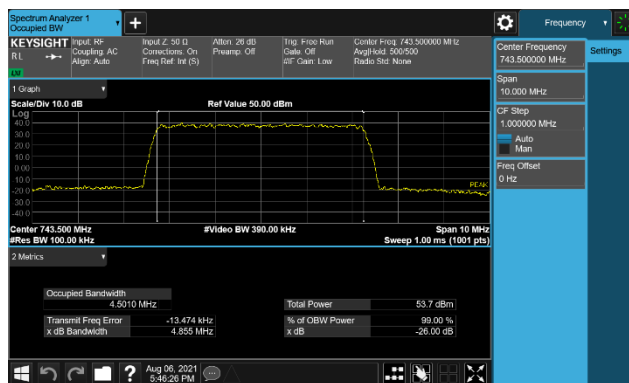 Spectrum Analyzer 1
Occupied BW
Frequency
KEYSIGHT
Input: RF
Coupling: AC
Align: Auto
Input Z: 50 Ω
Corrections: On
Freq Ref: Int (S)
Atten: 26 dB
Preamp: Off
Trig: Free Run
Gate: Off
#IF Gain: Low
Center Freq: 743.500000 MHz
Avg|Hold: 500/500
Radio Std: None
R L
Center Frequency
743.500000 MHz
Settings
Span
10.000 MHz
CF Step
1.000000 MHz
Auto
Man
Freq Offset
0 Hz
1 Graph
Scale/Div 10.0 dB
Ref Value 50.00 dBm
Log
40.0
30.0
20.0
10.0
0.00
-10.0
-20.0
-30.0
-40.0
PEAK
Center 743.500 MHz
#Video BW 390.00 kHz
Span 10 MHz
#Res BW 100.00 kHz
Sweep 1.00 ms (1001 pts)
2 Metrics
Occupied Bandwidth
4.5010 MHz
Total Power
53.7 dBm
Transmit Freq Error
-13.474 kHz
% of OBW Power
99.00 %
x dB Bandwidth
4.855 MHz
x dB
-26.00 dB
?
Aug 06, 2021
5:46:26 PM